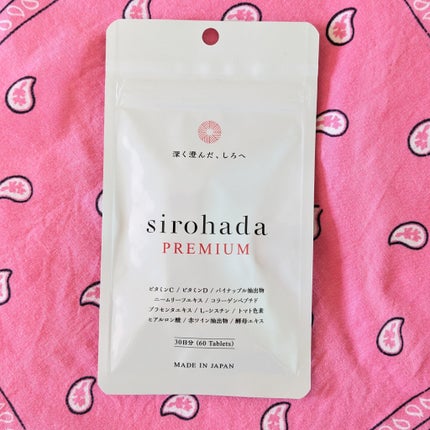 深く澄んだ、しろへ
sirohada
PREMIUM
ビタミンC / ビタミンD / パイナップル抽出物
ニームリーフエキス / コラーゲンペプチド
プラセンタエキス / L-シスチン / トマト色素
ヒアルロン酸 / 赤ワイン抽出物 / 酵母エキス
30日分 (60 Tablets)
MADE IN JAPAN